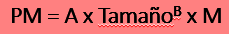 PM = A x Tamañoᴮ x M